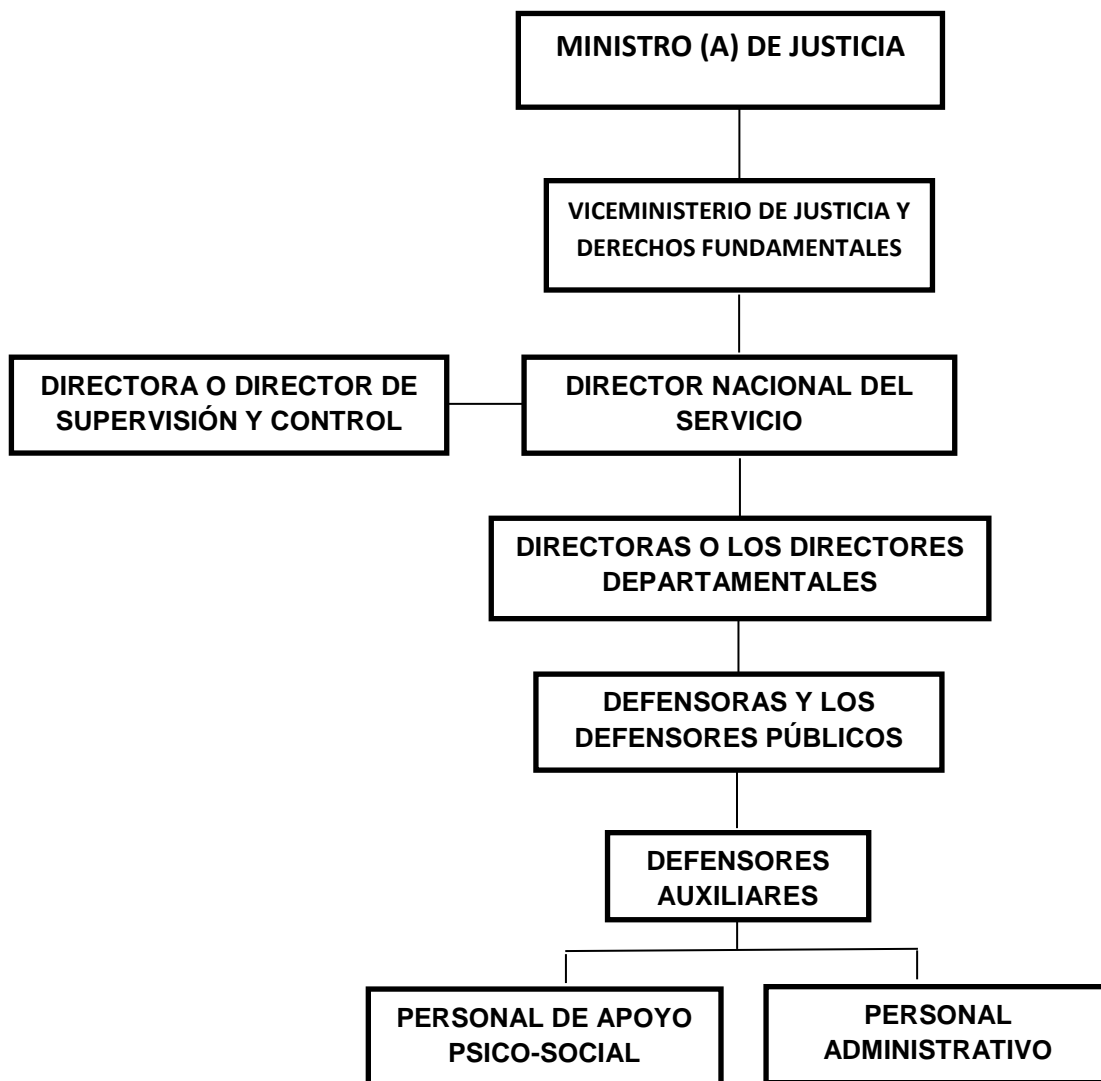 MINISTRO (A) DE JUSTICIA
VICEMINISTERIO DE JUSTICIA Y
DERECHOS FUNDAMENTALES
DIRECTORA O DIRECTOR DE
SUPERVISIÓN Y CONTROL
DIRECTOR NACIONAL DEL
SERVICIO
DIRECTORAS O LOS DIRECTORES
DEPARTAMENTALES
DEFENSORAS Y LOS
DEFENSORES PÚBLICOS
DEFENSORES
AUXILIARES
PERSONAL DE APOYO
PSICO-SOCIAL
PERSONAL
ADMINISTRATIVO